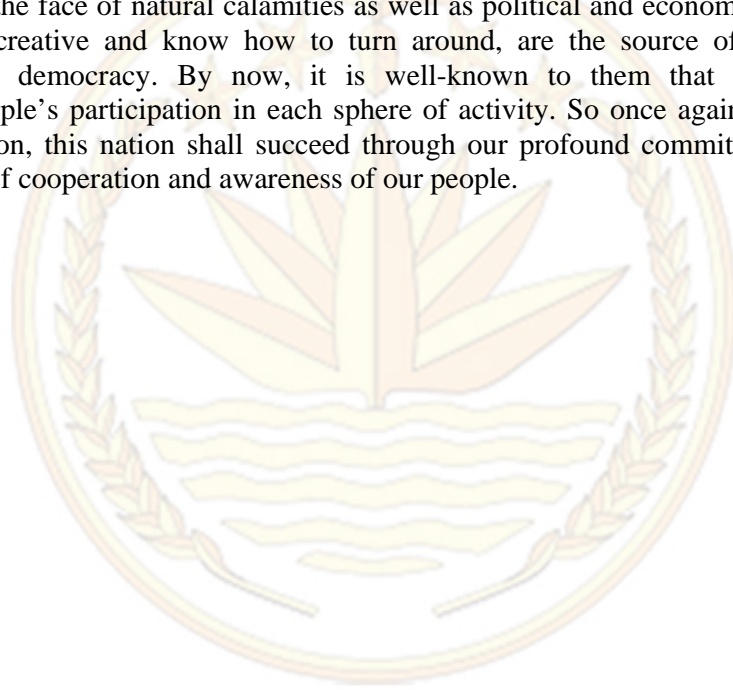 the face of natural calamities as well as political and econom
creative and know how to turn around, are the source of
democracy. By now, it is well-known to them that
ple's participation in each sphere of activity. So once again
on, this nation shall succeed through our profound commit
f cooperation and awareness of our people.